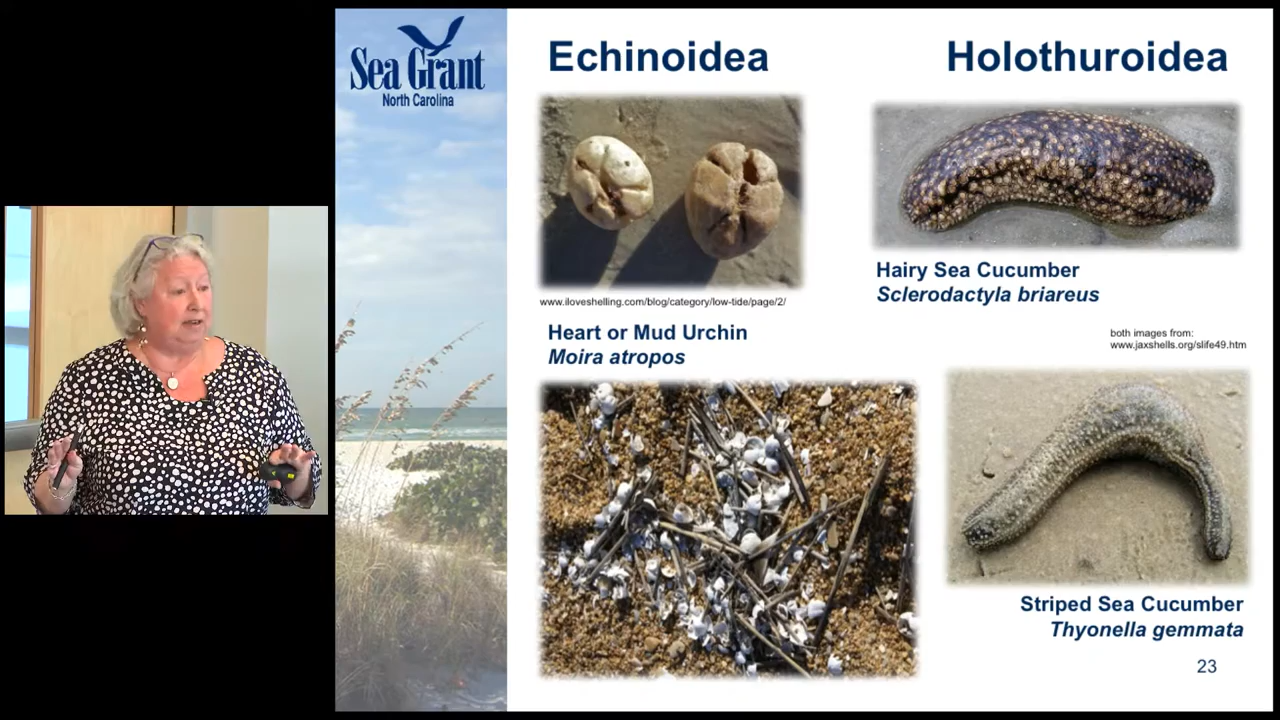 Sea Grant
North Carolina
Echinoidea
Holothuroidea
www.iloveshelling.com/blog/category/low-tide/page/2/
Heart or Mud Urchin
Moira atropos
Hairy Sea Cucumber
Sclerodactyla briareus
both images from:
www.jaxshells.org/slife49.htm
Striped Sea Cucumber
Thyonella gemmata
23